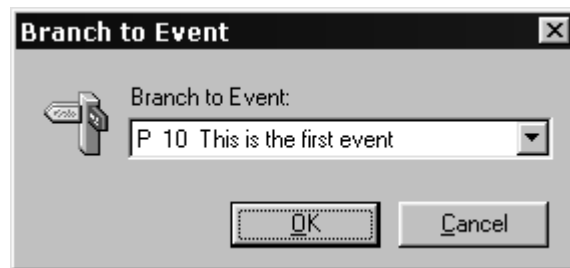 Branch to Event
Branch to Event:
P 10 This is the first event
OK
Cancel